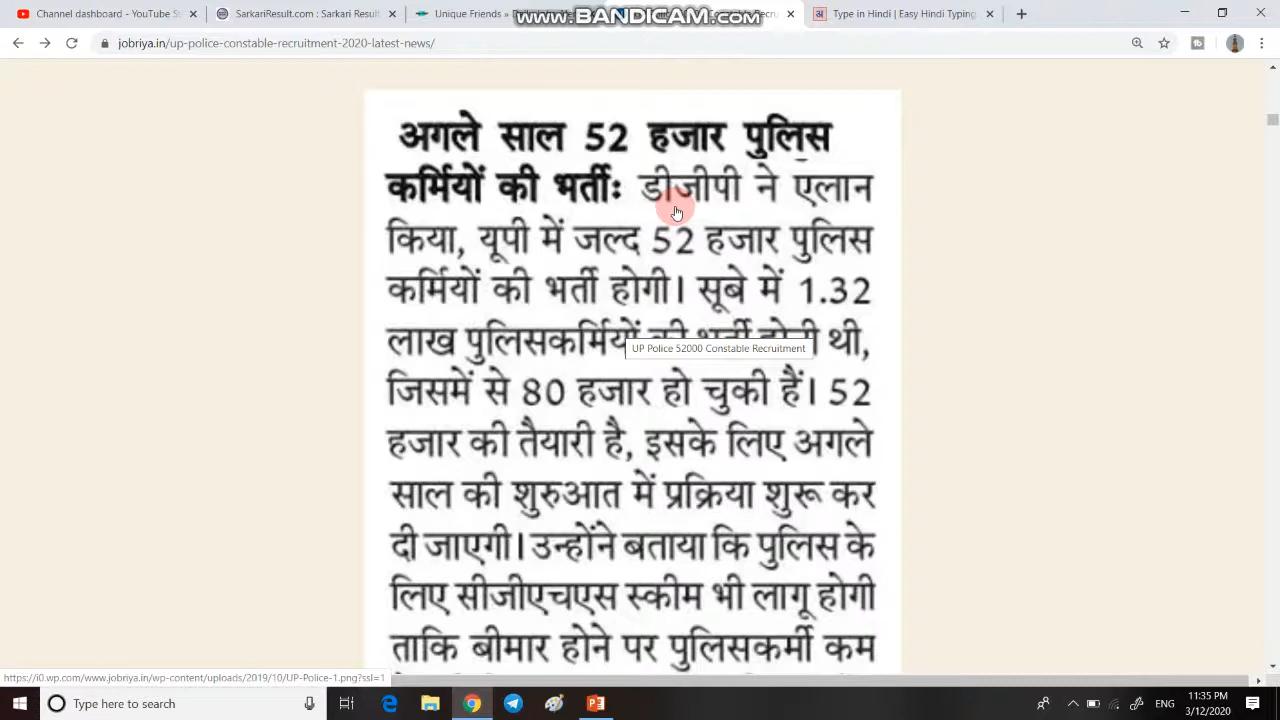 www.BANDICAM.com
ul dashboard - YouTube S
SarkariResult.com, Sarkari Result
Unique Friends »
Recru
Type in Hindi | Easy Hindi Typing
jobriya.in/up-police-constable-recruitment-2020-latest-news/
अगले साल 52 हजार पुलिस
कर्मियों की भर्तीः डीजीपी ने एलान
किया, यूपी में जल्द 52 हजार पुलिस
कर्मियों की भर्ती होगी। सूबे में 1.32
लाख पुलिसकर्मियों की भर्ती होनी थी,
UP Police 52000 Constable Recruitment
जिसमें से 80 हजार हो चुकी हैं। 52
हजार की तैयारी है, इसके लिए अगले
साल की शुरुआत में प्रक्रिया शुरू कर
दी जाएगी। उन्होंने बताया कि पुलिस के
लिए सीजीएचएस स्कीम भी लागू होगी
ताकि बीमार होने पर पुलिसकर्मी कम
https://i0.wp.com/www.jobriya.in/wp-content/uploads/2019/10/UP-Police-1.png?ssl=1
Type here to search
ENG
11:35 PM
3/12/2020